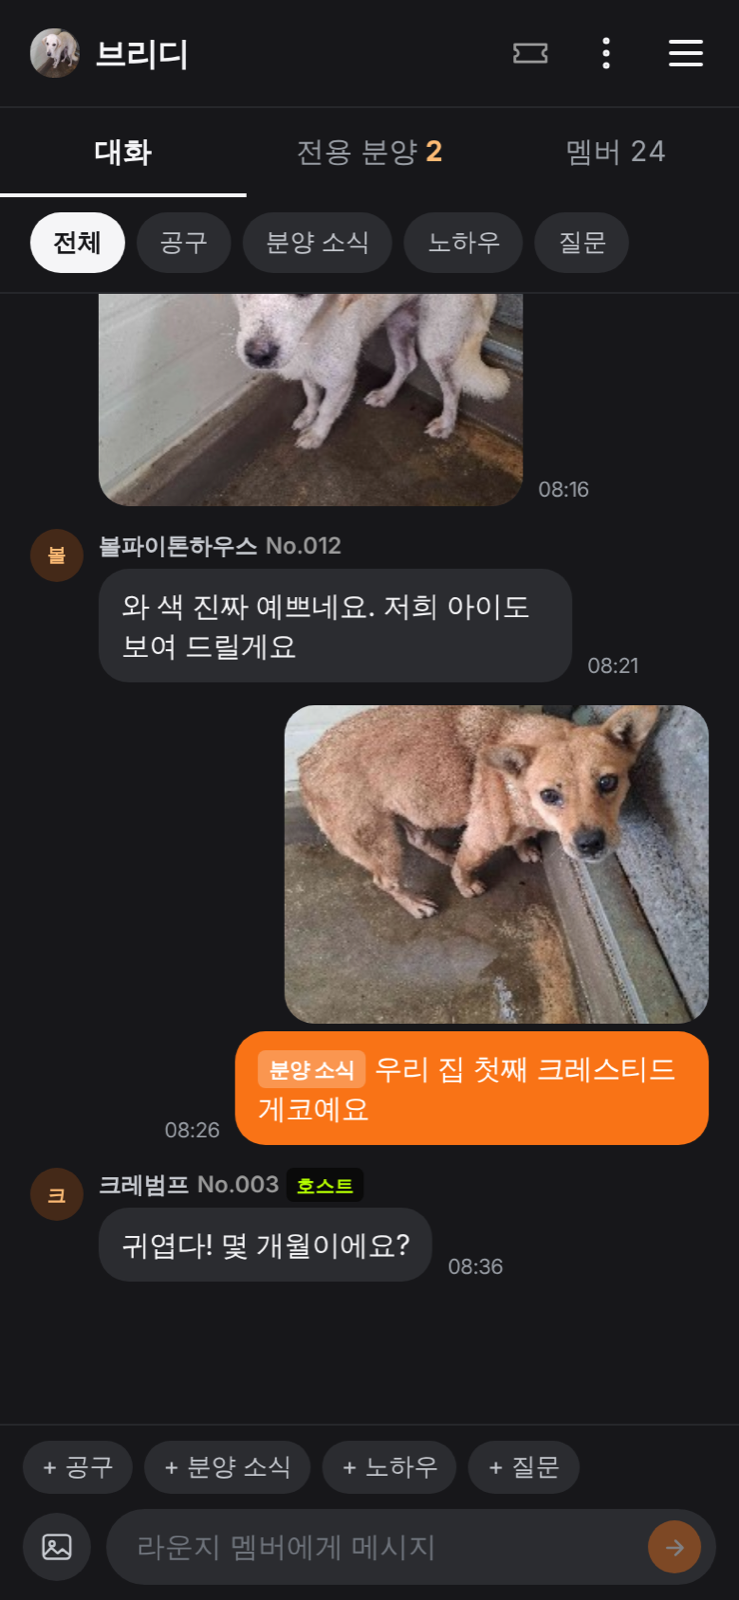 브리디
대화
전용 분양 2
멤버 24
전체
공구
분양 소식
노하우
질문
08:16
볼
볼파이톤하우스 No.012
와 색 진짜 예쁘네요. 저희 아이도
보여 드릴게요
08:21
분양 소식 우리 집 첫째 크레스티드
게코예요
08:26
크
크레범프 No.003 호스트
귀엽다! 몇 개월이에요?
08:36
+ 공구
+ 분양 소식
+ 노하우
+ 질문
라운지 멤버에게 메시지